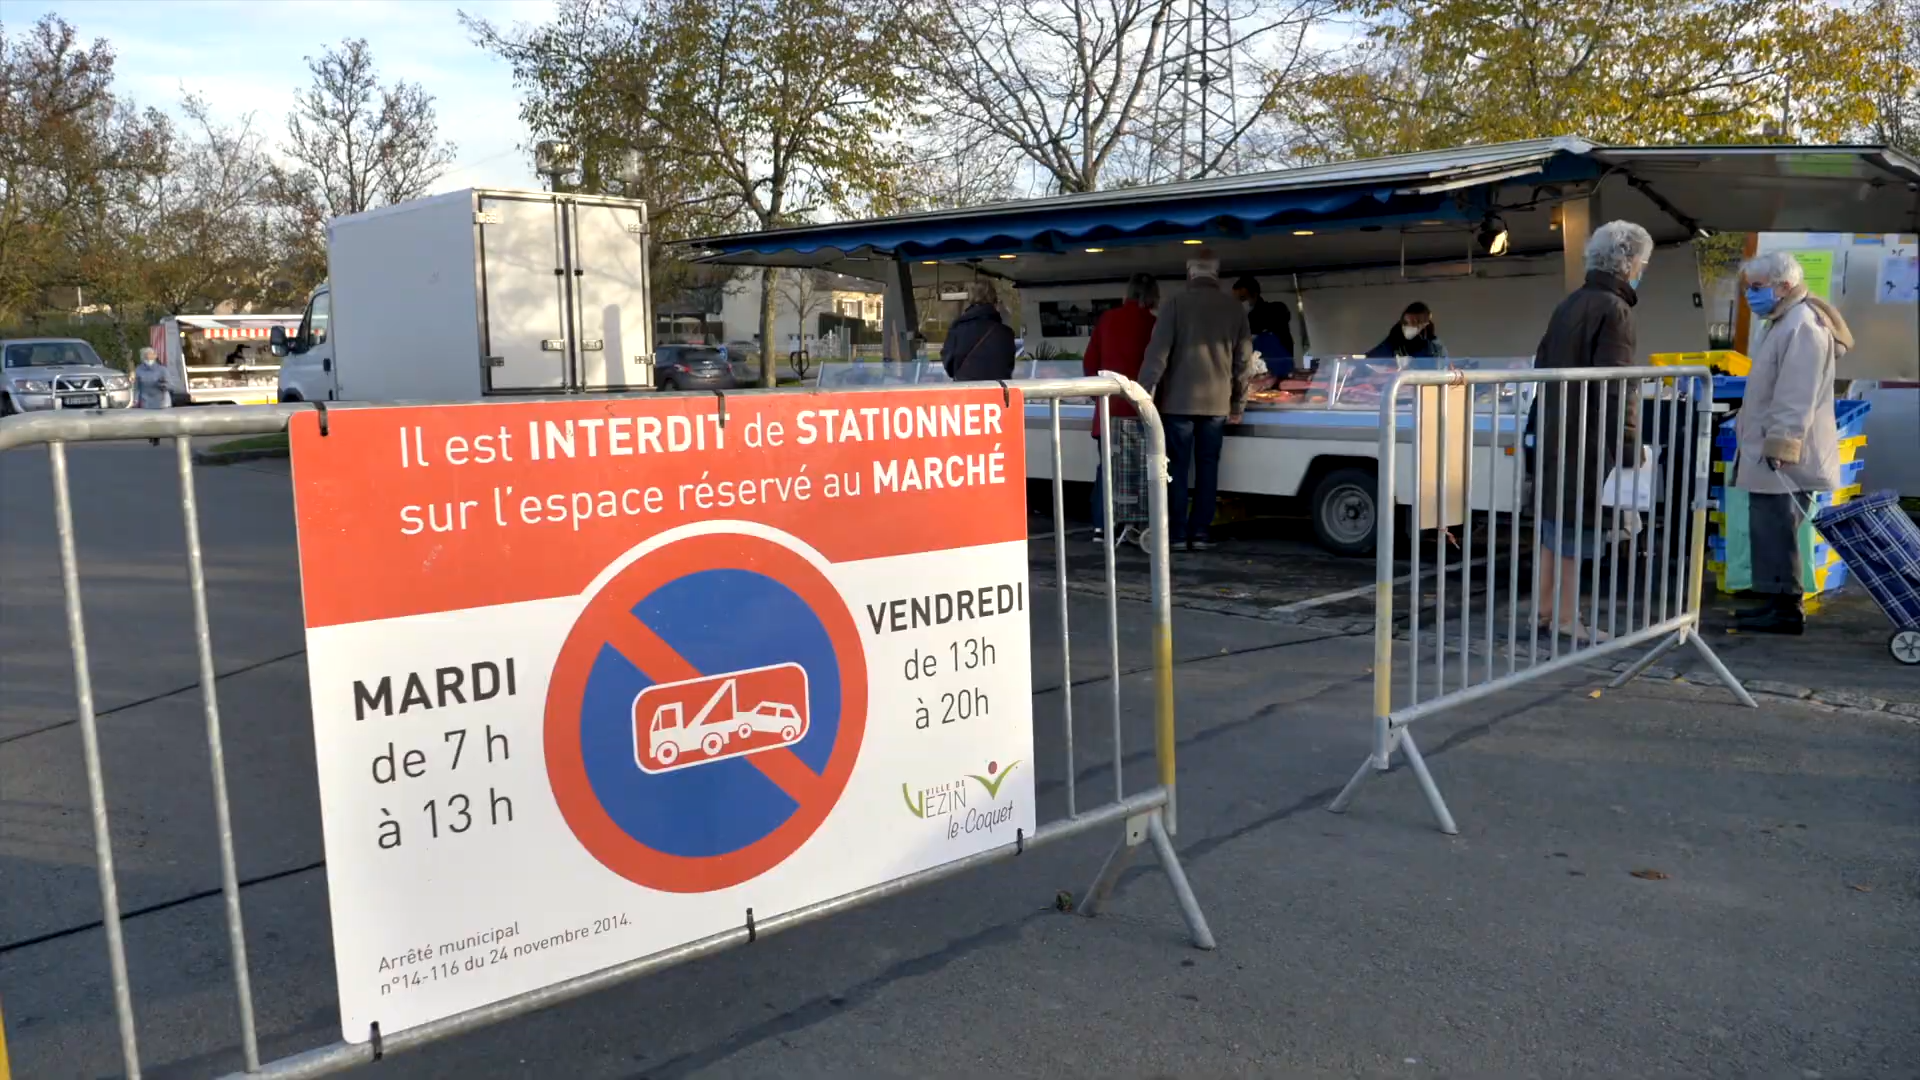 Il est INTERDIT de STATIONNER
sur l'espace réservé au MARCHÉ
MARDI
de 7 h
à 13 h
VENDREDI
de 13h
à 20h
VILLE DE
VEZIN
le-Coquet
Arrêté municipal
n°14-116 du 24 novembre 2014.